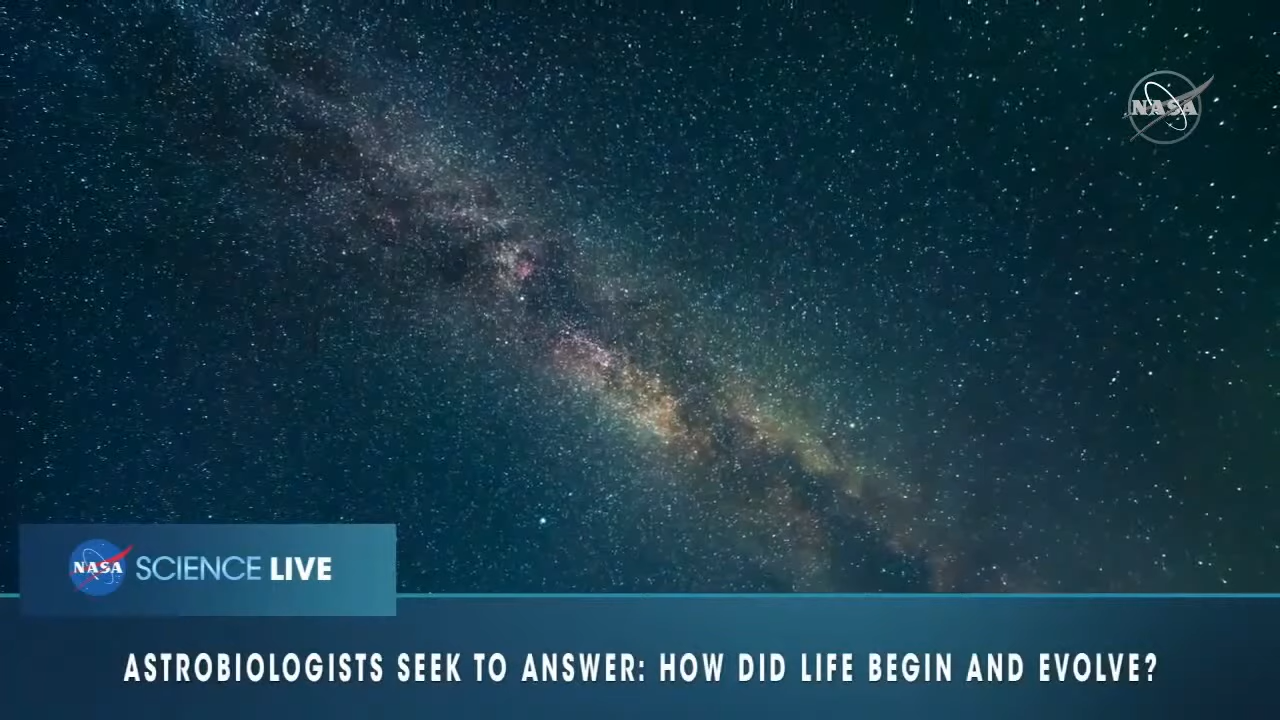 NASA
NASA SCIENCE LIVE
ASTROBIOLOGISTS SEEK TO ANSWER: HOW DID LIFE BEGIN AND EVOLVE?